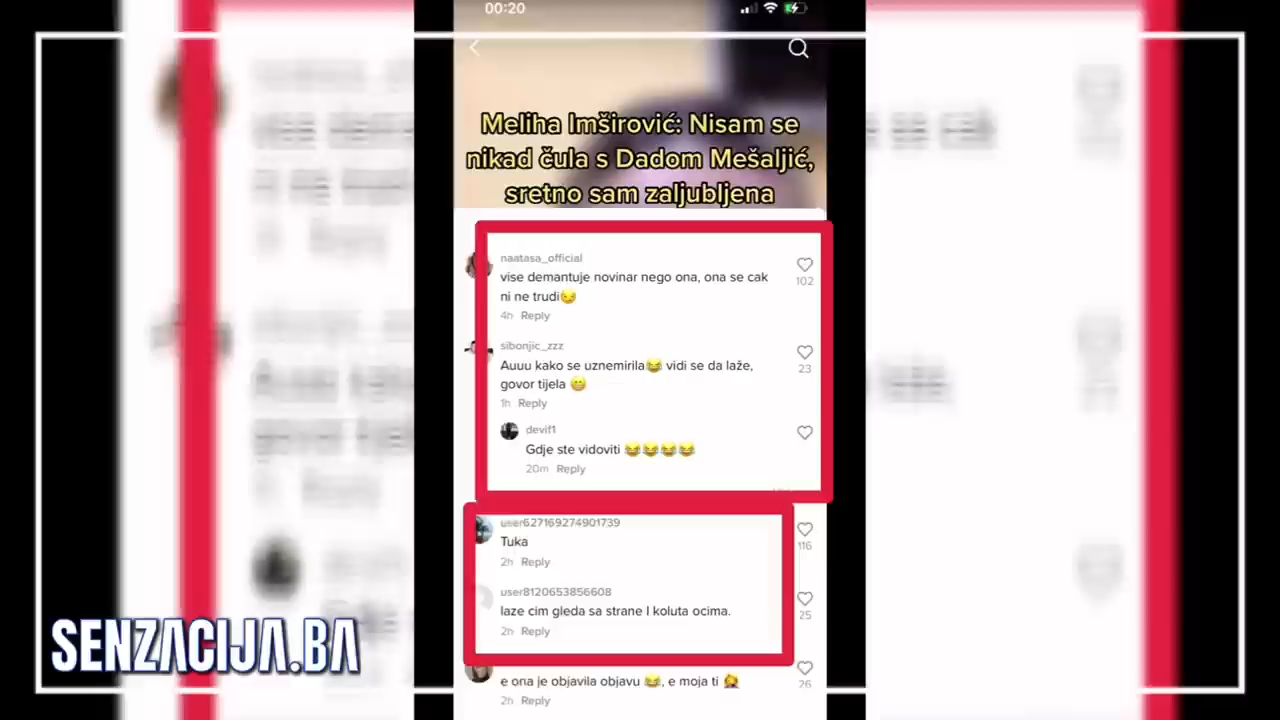 00:20
Meliha Imširović: Nisam se
nikad čula s Dadom Mešaljić,
sretno sam zaljubljena
naatasa_official
vise demantuje novinar nego ona, ona se cak
ni ne trudi😏
102
4h Reply
sibonjic_zzz
Auuu kako se uznemirila😂 vidi se da laže,
govor tijela 😁
23
1h Reply
devif1
Gdje ste vidoviti 😂😂😂😂
20m Reply
user627169274901739
Tuka
116
2h Reply
user8120653856608
laze cim gleda sa strane I koluta ocima.
25
2h Reply
e ona je objavila objavu 😂, e moja ti 🤦
26
2h Reply
SENZACIJA.BA